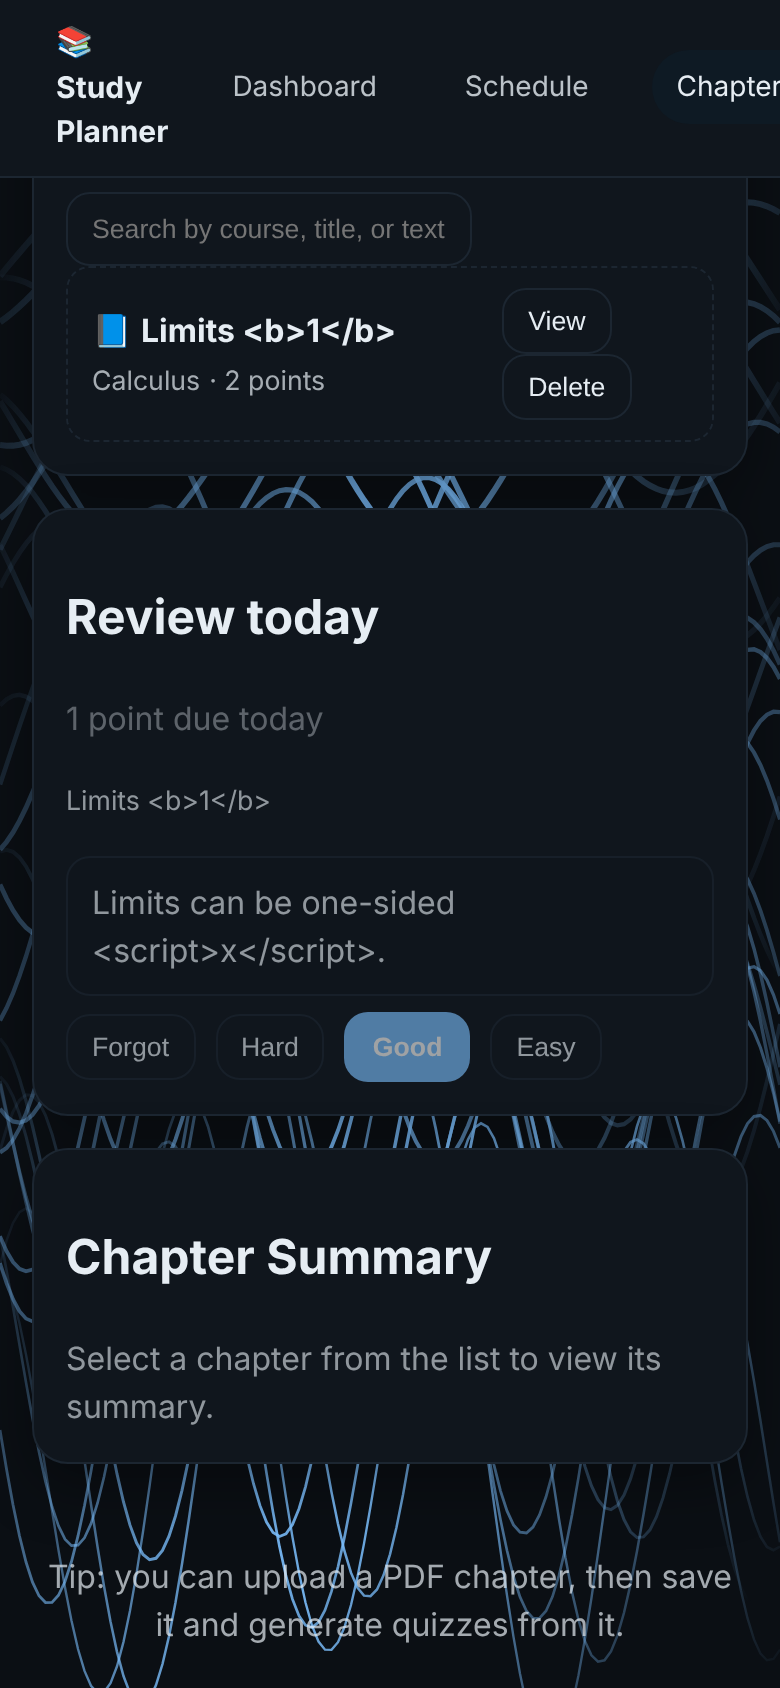 📚
Study
Planner
Dashboard
Schedule
Chapter
Search by course, title, or text
📘 Limits <b>1</b>
Calculus · 2 points
View
Delete
Review today
1 point due today
Limits <b>1</b>
Limits can be one-sided
<script>x</script>.
Forgot
Hard
Good
Easy
Chapter Summary
Select a chapter from the list to view its
summary.
Tip: you can upload a PDF chapter, then save
it and generate quizzes from it.